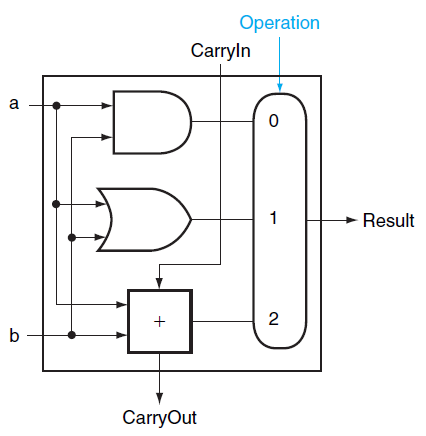 Operation
CarryIn
a
0
1
Result
2
+
b
CarryOut